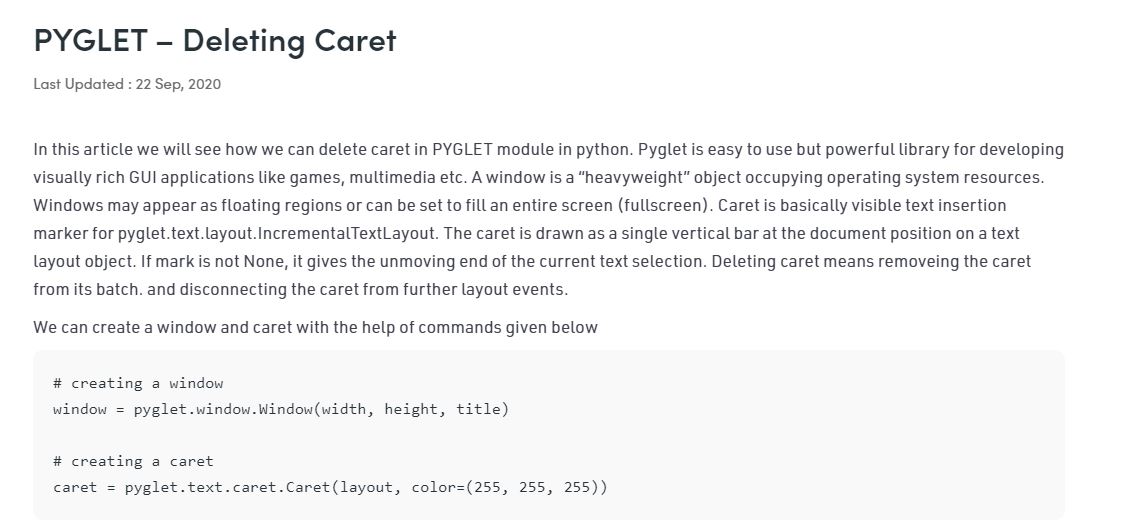 PYGLET – Deleting Caret
Last Updated : 22 Sep, 2020
In this article we will see how we can delete caret in PYGLET module in python. Pyglet is easy to use but powerful library for developing
visually rich GUI applications like games, multimedia etc. A window is a “heavyweight” object occupying operating system resources.
Windows may appear as floating regions or can be set to fill an entire screen (fullscreen). Caret is basically visible text insertion
marker for pyglet.text.layout.IncrementalTextLayout. The caret is drawn as a single vertical bar at the document position on a text
layout object. If mark is not None, it gives the unmoving end of the current text selection. Deleting caret means removeing the caret
from its batch. and disconnecting the caret from further layout events.
We can create a window and caret with the help of commands given below
# creating a window
window = pyglet.window.Window(width, height, title)
# creating a caret
caret = pyglet.text.caret.Caret(layout, color=(255, 255, 255))